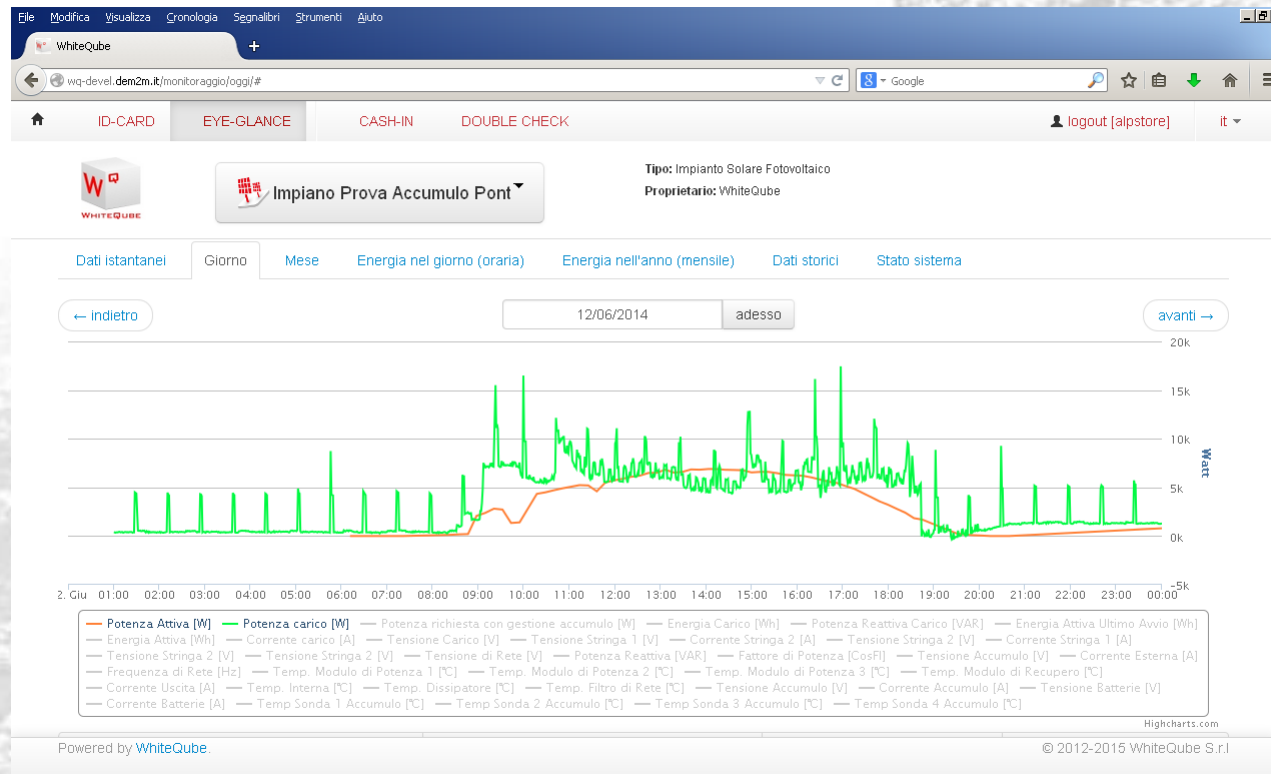 File Modifica Visualizza Cronologia Segnalibri Strumenti Aiuto
WhiteQube +
wq-devel.dem2m.it/monitoraggio/oggi/# Google
ID-CARD EYE-GLANCE CASH-IN DOUBLE CHECK logout [alpstore] it
WQ
WHITEQUBE
Impiano Prova Accumulo Pont
Tipo: Impianto Solare Fotovoltaico
Proprietario: WhiteQube
Dati istantanei Giorno Mese Energia nel giorno (oraria) Energia nell'anno (mensile) Dati storici Stato sistema
← indietro 12/06/2014 adesso avanti →
20k
15k
10k
5k
0k
-5k
Watt
2. Giu 01:00 02:00 03:00 04:00 05:00 06:00 07:00 08:00 09:00 10:00 11:00 12:00 13:00 14:00 15:00 16:00 17:00 18:00 19:00 20:00 21:00 22:00 23:00 00:00
Potenza Attiva [W] Potenza carico [W] Potenza richiesta con gestione accumulo [W] Energia Carico [Wh] Potenza Reattiva Carico [VAR] Energia Attiva Ultimo Avvio [Wh]
Energia Attiva [Wh] Corrente carico [A] Tensione Carico [V] Tensione Stringa 1 [V] Corrente Stringa 2 [A] Tensione Stringa 2 [V] Corrente Stringa 1 [A]
Tensione Stringa 2 [V] Tensione Stringa 2 [V] Tensione di Rete [V] Potenza Reattiva [VAR] Fattore di Potenza [CosFI] Tensione Accumulo [V] Corrente Esterna [A]
Frequenza di Rete [Hz] Temp. Modulo di Potenza 1 [°C] Temp. Modulo di Potenza 2 [°C] Temp. Modulo di Potenza 3 [°C] Temp. Modulo di Recupero [°C]
Corrente Uscita [A] Temp. Interna [°C] Temp. Dissipatore [°C] Temp. Filtro di Rete [°C] Tensione Accumulo [V] Corrente Accumulo [A] Tensione Batterie [V]
Corrente Batterie [A] Temp Sonda 1 Accumulo [°C] Temp Sonda 2 Accumulo [°C] Temp Sonda 3 Accumulo [°C] Temp Sonda 4 Accumulo [°C]
Highcharts.com
Powered by WhiteQube. © 2012-2015 WhiteQube S.r.l